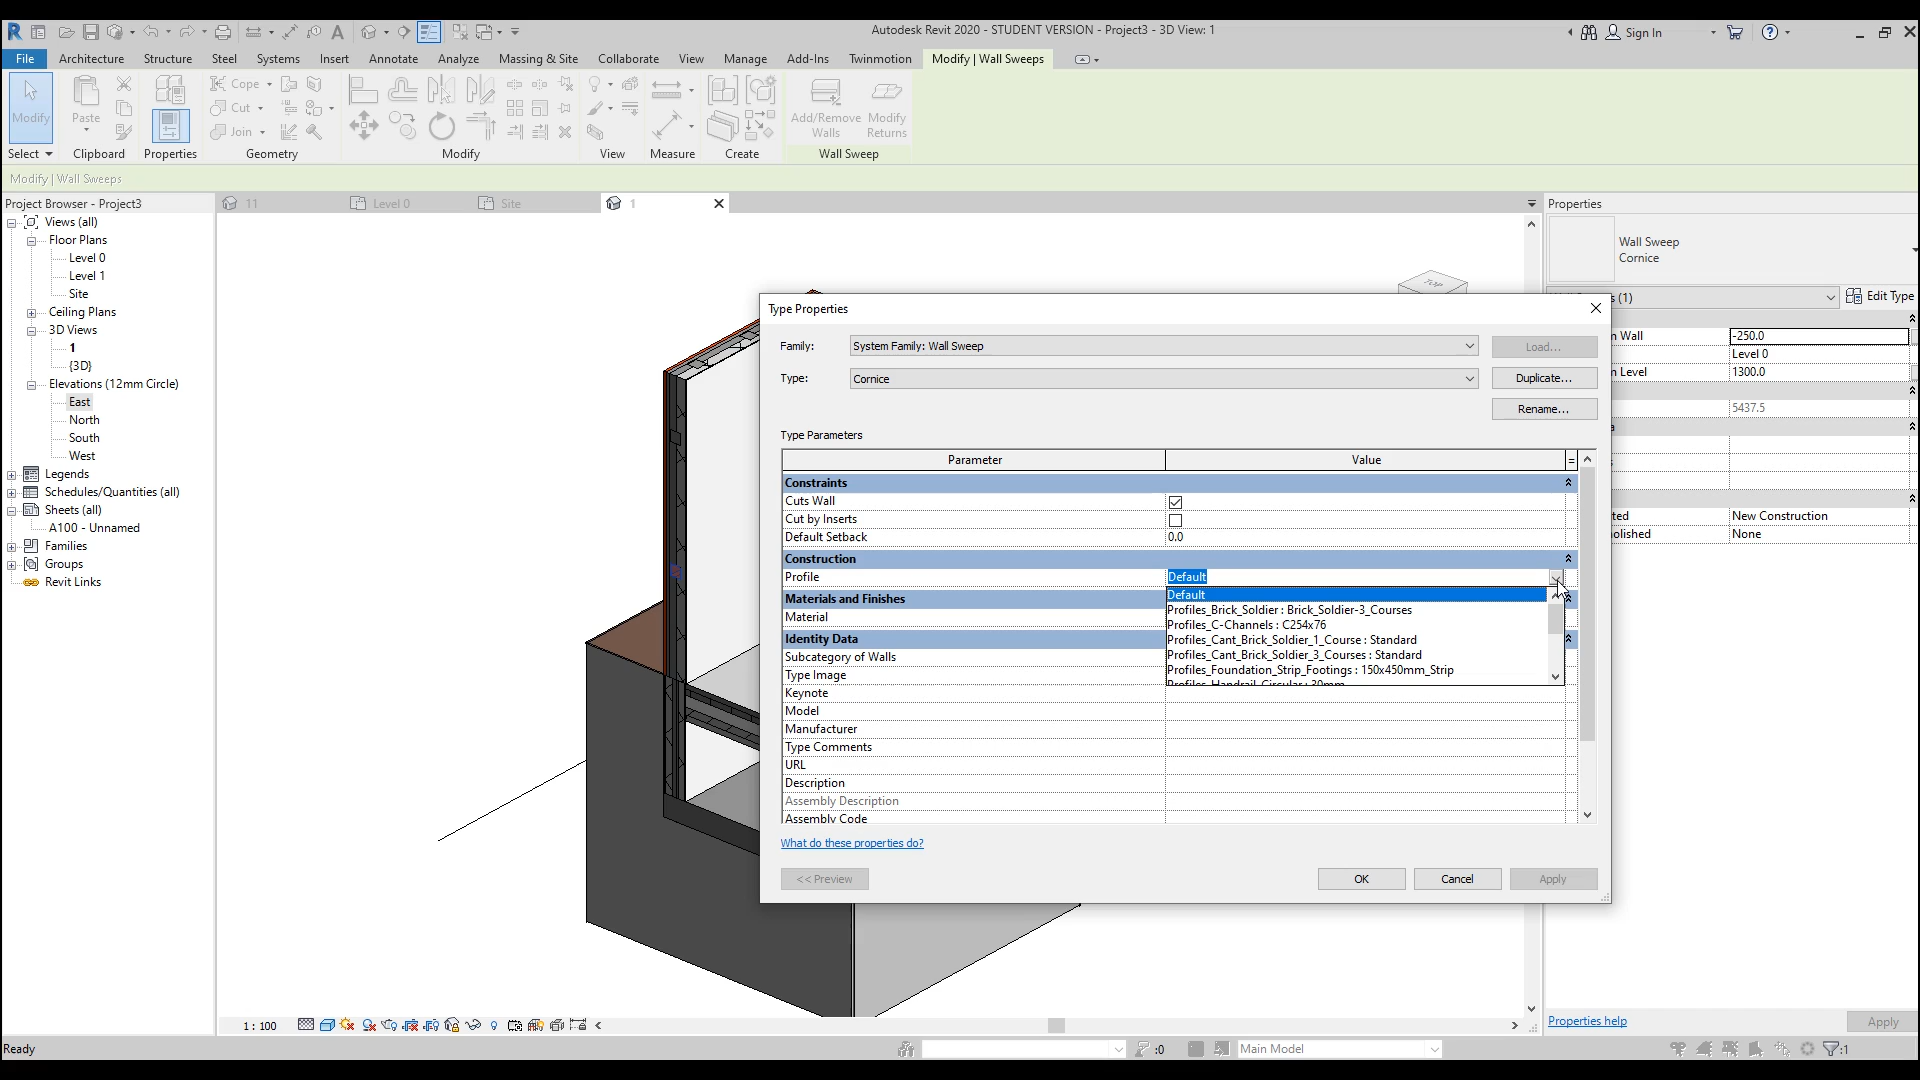 Autodesk Revit 2020 - STUDENT VERSION - Project3 - 3D View: 1
Sign In
File
Architecture
Structure
Steel
Systems
Insert
Annotate
Analyze
Massing & Site
Collaborate
View
Manage
Add-Ins
Twinmotion
Modify | Wall Sweeps
Modify
Paste
Cope
Cut
Join
Add/Remove
Walls
Modify
Returns
Select
Clipboard
Properties
Geometry
Modify
View
Measure
Create
Wall Sweep
Modify | Wall Sweeps
Project Browser - Project3
Views (all)
Floor Plans
Level 0
Level 1
Site
Ceiling Plans
3D Views
1
{3D}
Elevations (12mm Circle)
East
North
South
West
Legends
Schedules/Quantities (all)
Sheets (all)
A100 - Unnamed
Families
Groups
Revit Links
11
Level 0
Site
1
TOP
Properties
Wall Sweep
Cornice
s (1)
Edit Type
n Wall
-250.0
Level 0
n Level
1300.0
5437.5
a
s
ted
New Construction
olished
None
Type Properties
Family:
System Family: Wall Sweep
Load...
Type:
Cornice
Duplicate...
Rename...
Type Parameters
Parameter
Value
=
Constraints
Cuts Wall
Cut by Inserts
Default Setback
0.0
Construction
Profile
Default
Default
Profiles_Brick_Soldier : Brick_Soldier-3_Courses
Profiles_C-Channels : C254x76
Profiles_Cant_Brick_Soldier_1_Course : Standard
Profiles_Cant_Brick_Soldier_3_Courses : Standard
Profiles_Foundation_Strip_Footings : 150x450mm_Strip
Profiles_Handrail_Circular : 30mm
Materials and Finishes
Material
Identity Data
Subcategory of Walls
Type Image
Keynote
Model
Manufacturer
Type Comments
URL
Description
Assembly Description
Assembly Code
What do these properties do?
<< Preview
OK
Cancel
Apply
1 : 100
Properties help
Apply
Ready
:0
Main Model
:1